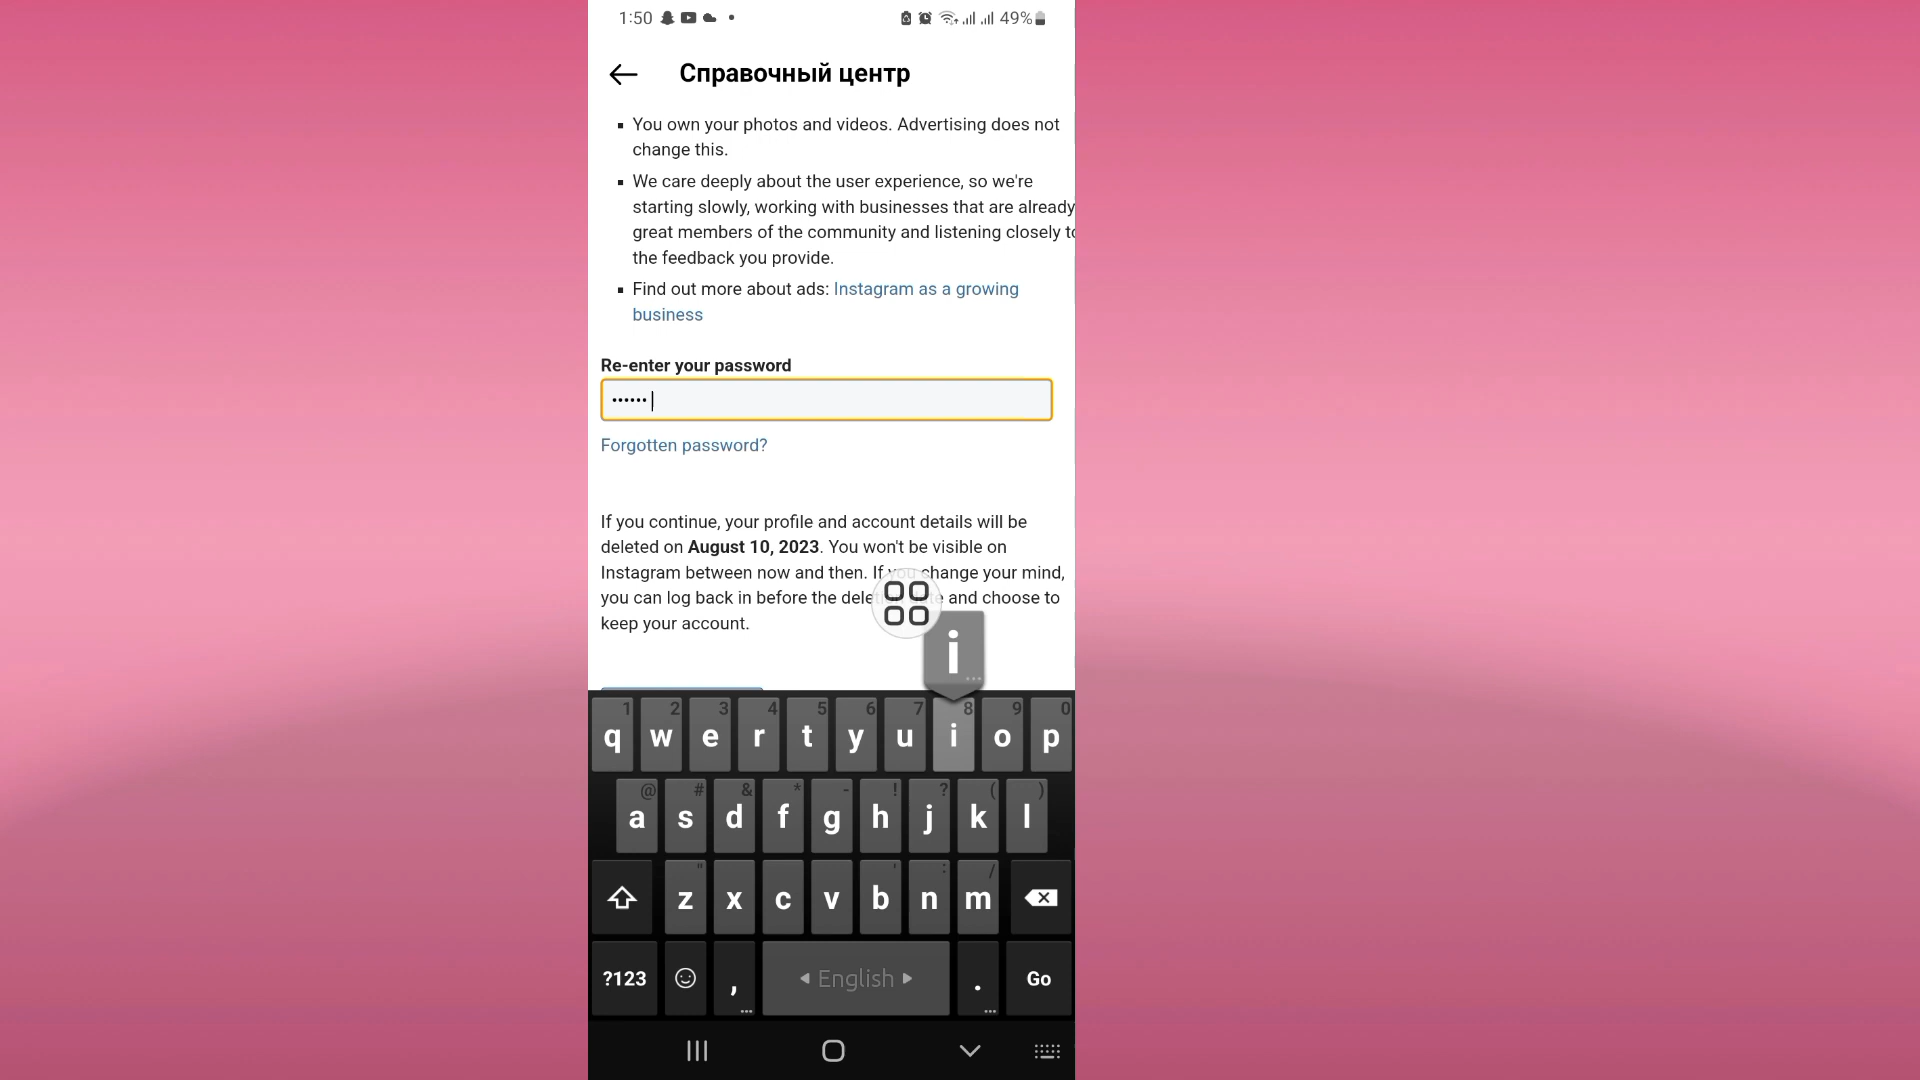 1:50 49%
Справочный центр
You own your photos and videos. Advertising does not
change this.
We care deeply about the user experience, so we're
starting slowly, working with businesses that are already
great members of the community and listening closely to
the feedback you provide.
Find out more about ads: Instagram as a growing
business
Re-enter your password
••••••
Forgotten password?
If you continue, your profile and account details will be
deleted on August 10, 2023. You won't be visible on
Instagram between now and then. If you change your mind,
you can log back in before the deletion date and choose to
keep your account.
i
1 2 3 4 5 6 7 8 9 0
q w e r t y u i o p
@ # & * - ! ? ( )
a s d f g h j k l
" ' : /
z x c v b n m
?123 , English . Go